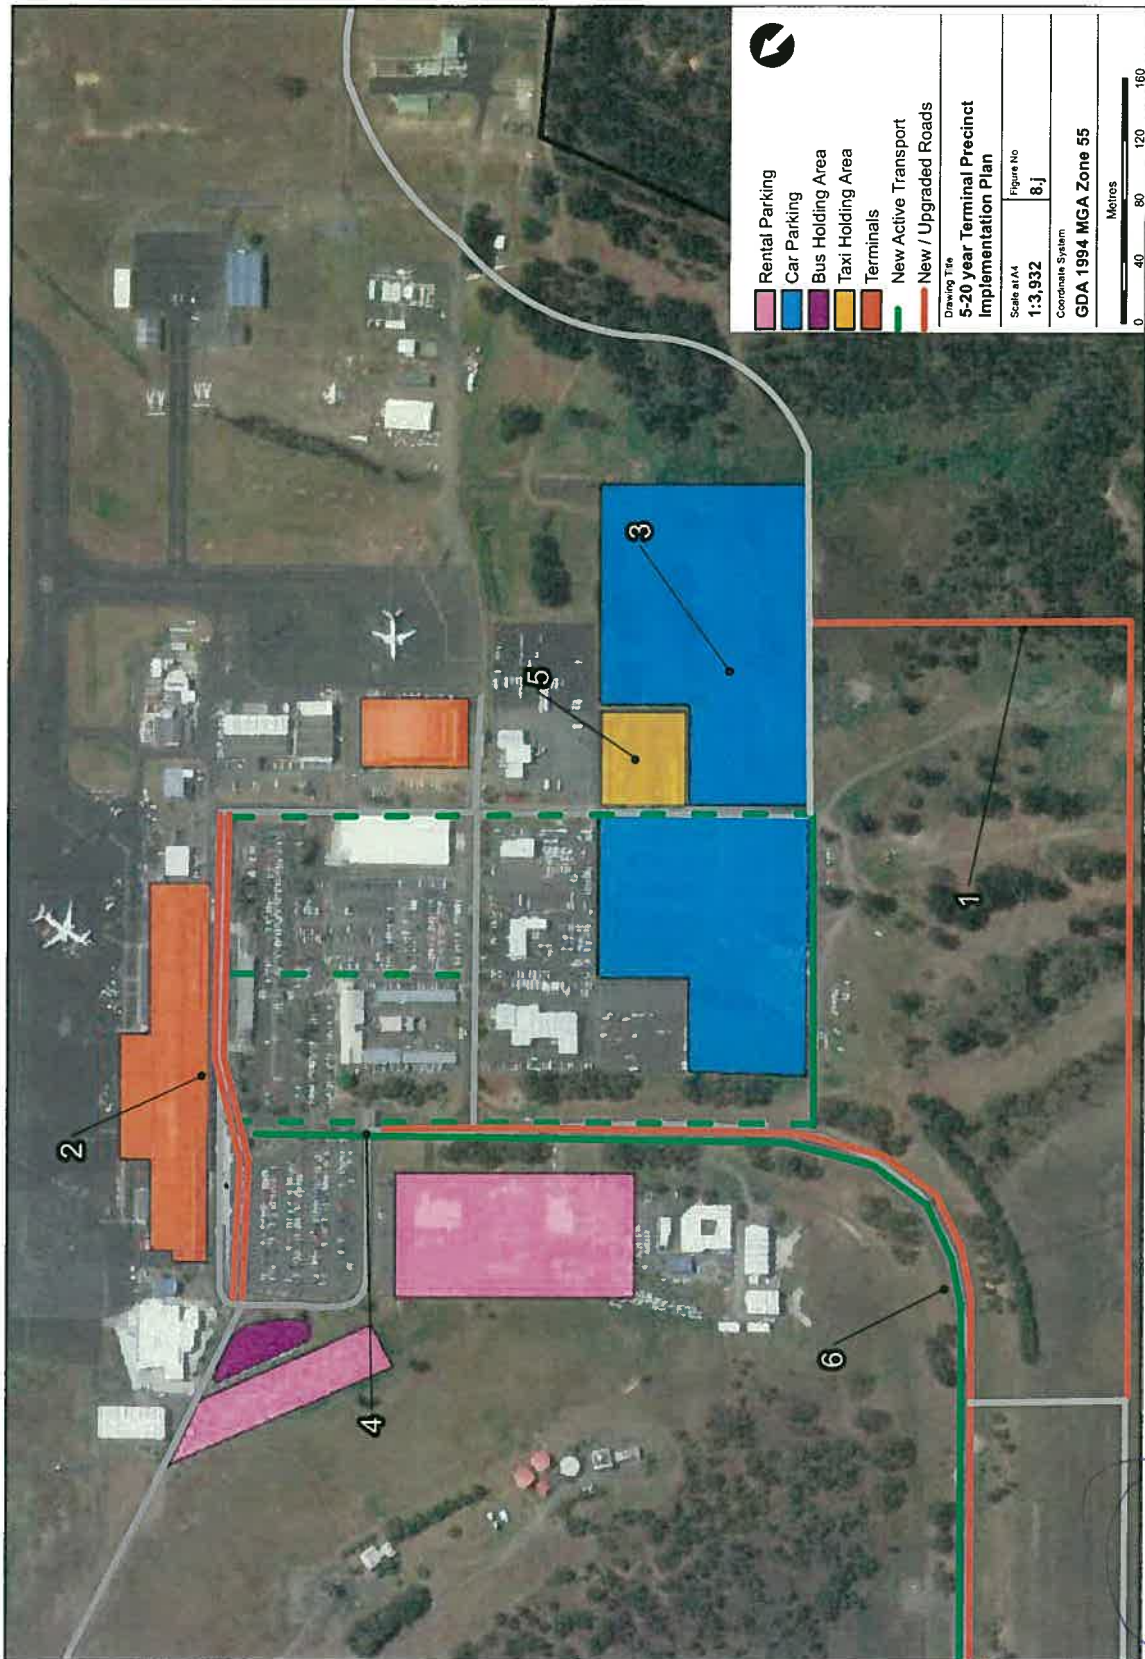 Rental Parking
Car Parking
Bus Holding Area
Taxi Holding Area
Terminals
New Active Transport
New / Upgraded Roads
Drawing Title
5-20 year Terminal Precinct
Implementation Plan
Scale at A4
1:3,932
Figure No
8.j
Coordinate System
GDA 1994 MGA Zone 55
Metres
0 40 80 120 160
3
5
1
2
4
6